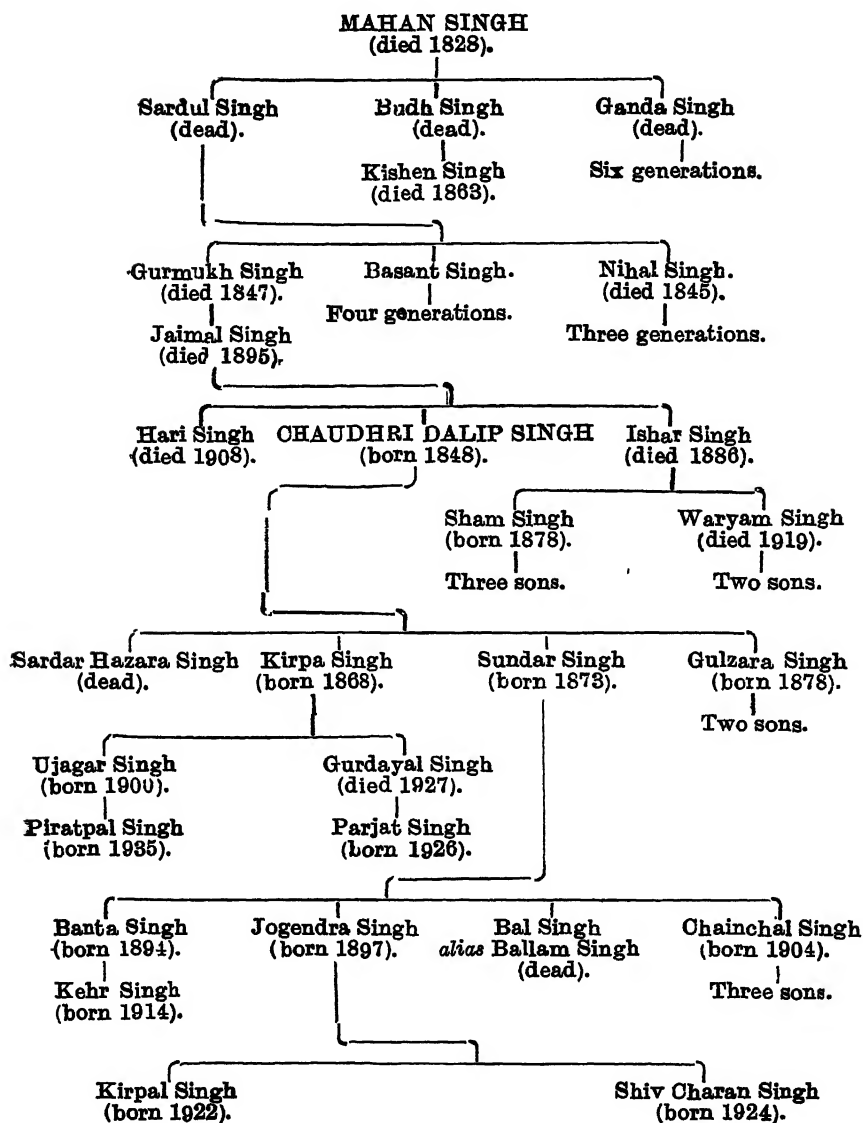 MAHAN SINGH
(died 1828).
Sardul Singh Budh Singh Ganda Singh
(dead). (dead). (dead).
Kishen Singh Six generations.
(died 1863).
Gurmukh Singh Basant Singh. Nihal Singh.
(died 1847). (died 1845).
Four generations.
Jaimal Singh Three generations.
(died 1895).
Hari Singh CHAUDHRI DALIP SINGH Ishar Singh
(died 1908). (born 1848). (died 1886).
Sham Singh Waryam Singh
(born 1878). (died 1919).
Three sons. Two sons.
Sardar Hazara Singh Kirpa Singh Sundar Singh Gulzara Singh
(dead). (born 1868). (born 1873). (born 1878).
Two sons.
Ujagar Singh Gurdayal Singh
(born 1900). (died 1927).
Piratpal Singh Parjat Singh
(born 1935). (born 1926).
Banta Singh Jogendra Singh Bal Singh Chainchal Singh
(born 1894). (born 1897). alias Ballam Singh (born 1904).
(dead).
Kehr Singh Three sons.
(born 1914).
Kirpal Singh Shiv Charan Singh
(born 1922). (born 1924).